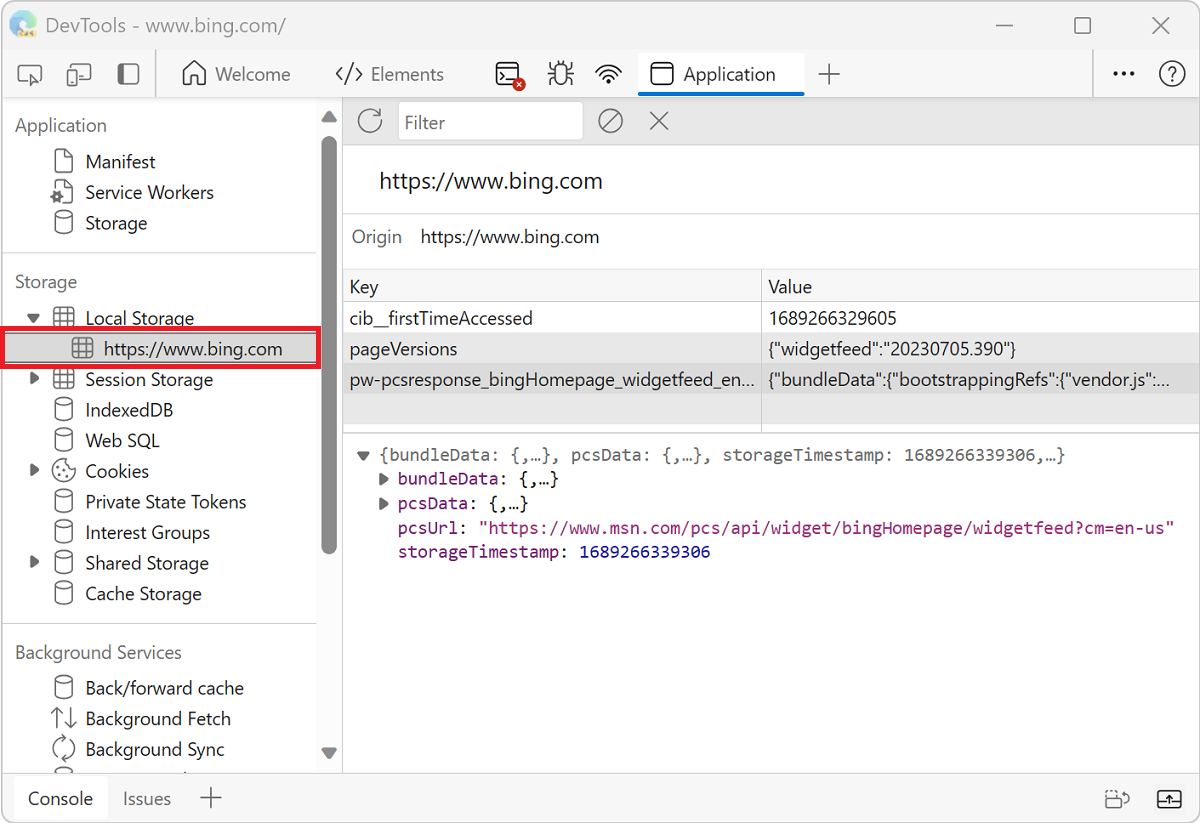 DevTools - www.bing.com/
Welcome
</> Elements
Application
Application
Manifest
Service Workers
Storage
Storage
Local Storage
https://www.bing.com
Session Storage
IndexedDB
Web SQL
Cookies
Private State Tokens
Interest Groups
Shared Storage
Cache Storage
Background Services
Back/forward cache
Background Fetch
Background Sync
Filter
https://www.bing.com
Origin https://www.bing.com
Key Value
cib__firstTimeAccessed 1689266329605
pageVersions {"widgetfeed":"20230705.390"}
pw-pcsresponse_bingHomepage_widgetfeed_en... {"bundleData":{"bootstrappingRefs":{"vendor.js":...
{bundleData: {,…}, pcsData: {,…}, storageTimestamp: 1689266339306,…}
bundleData: {,…}
pcsData: {,…}
pcsUrl: "https://www.msn.com/pcs/api/widget/bingHomepage/widgetfeed?cm=en-us"
storageTimestamp: 1689266339306
Console Issues